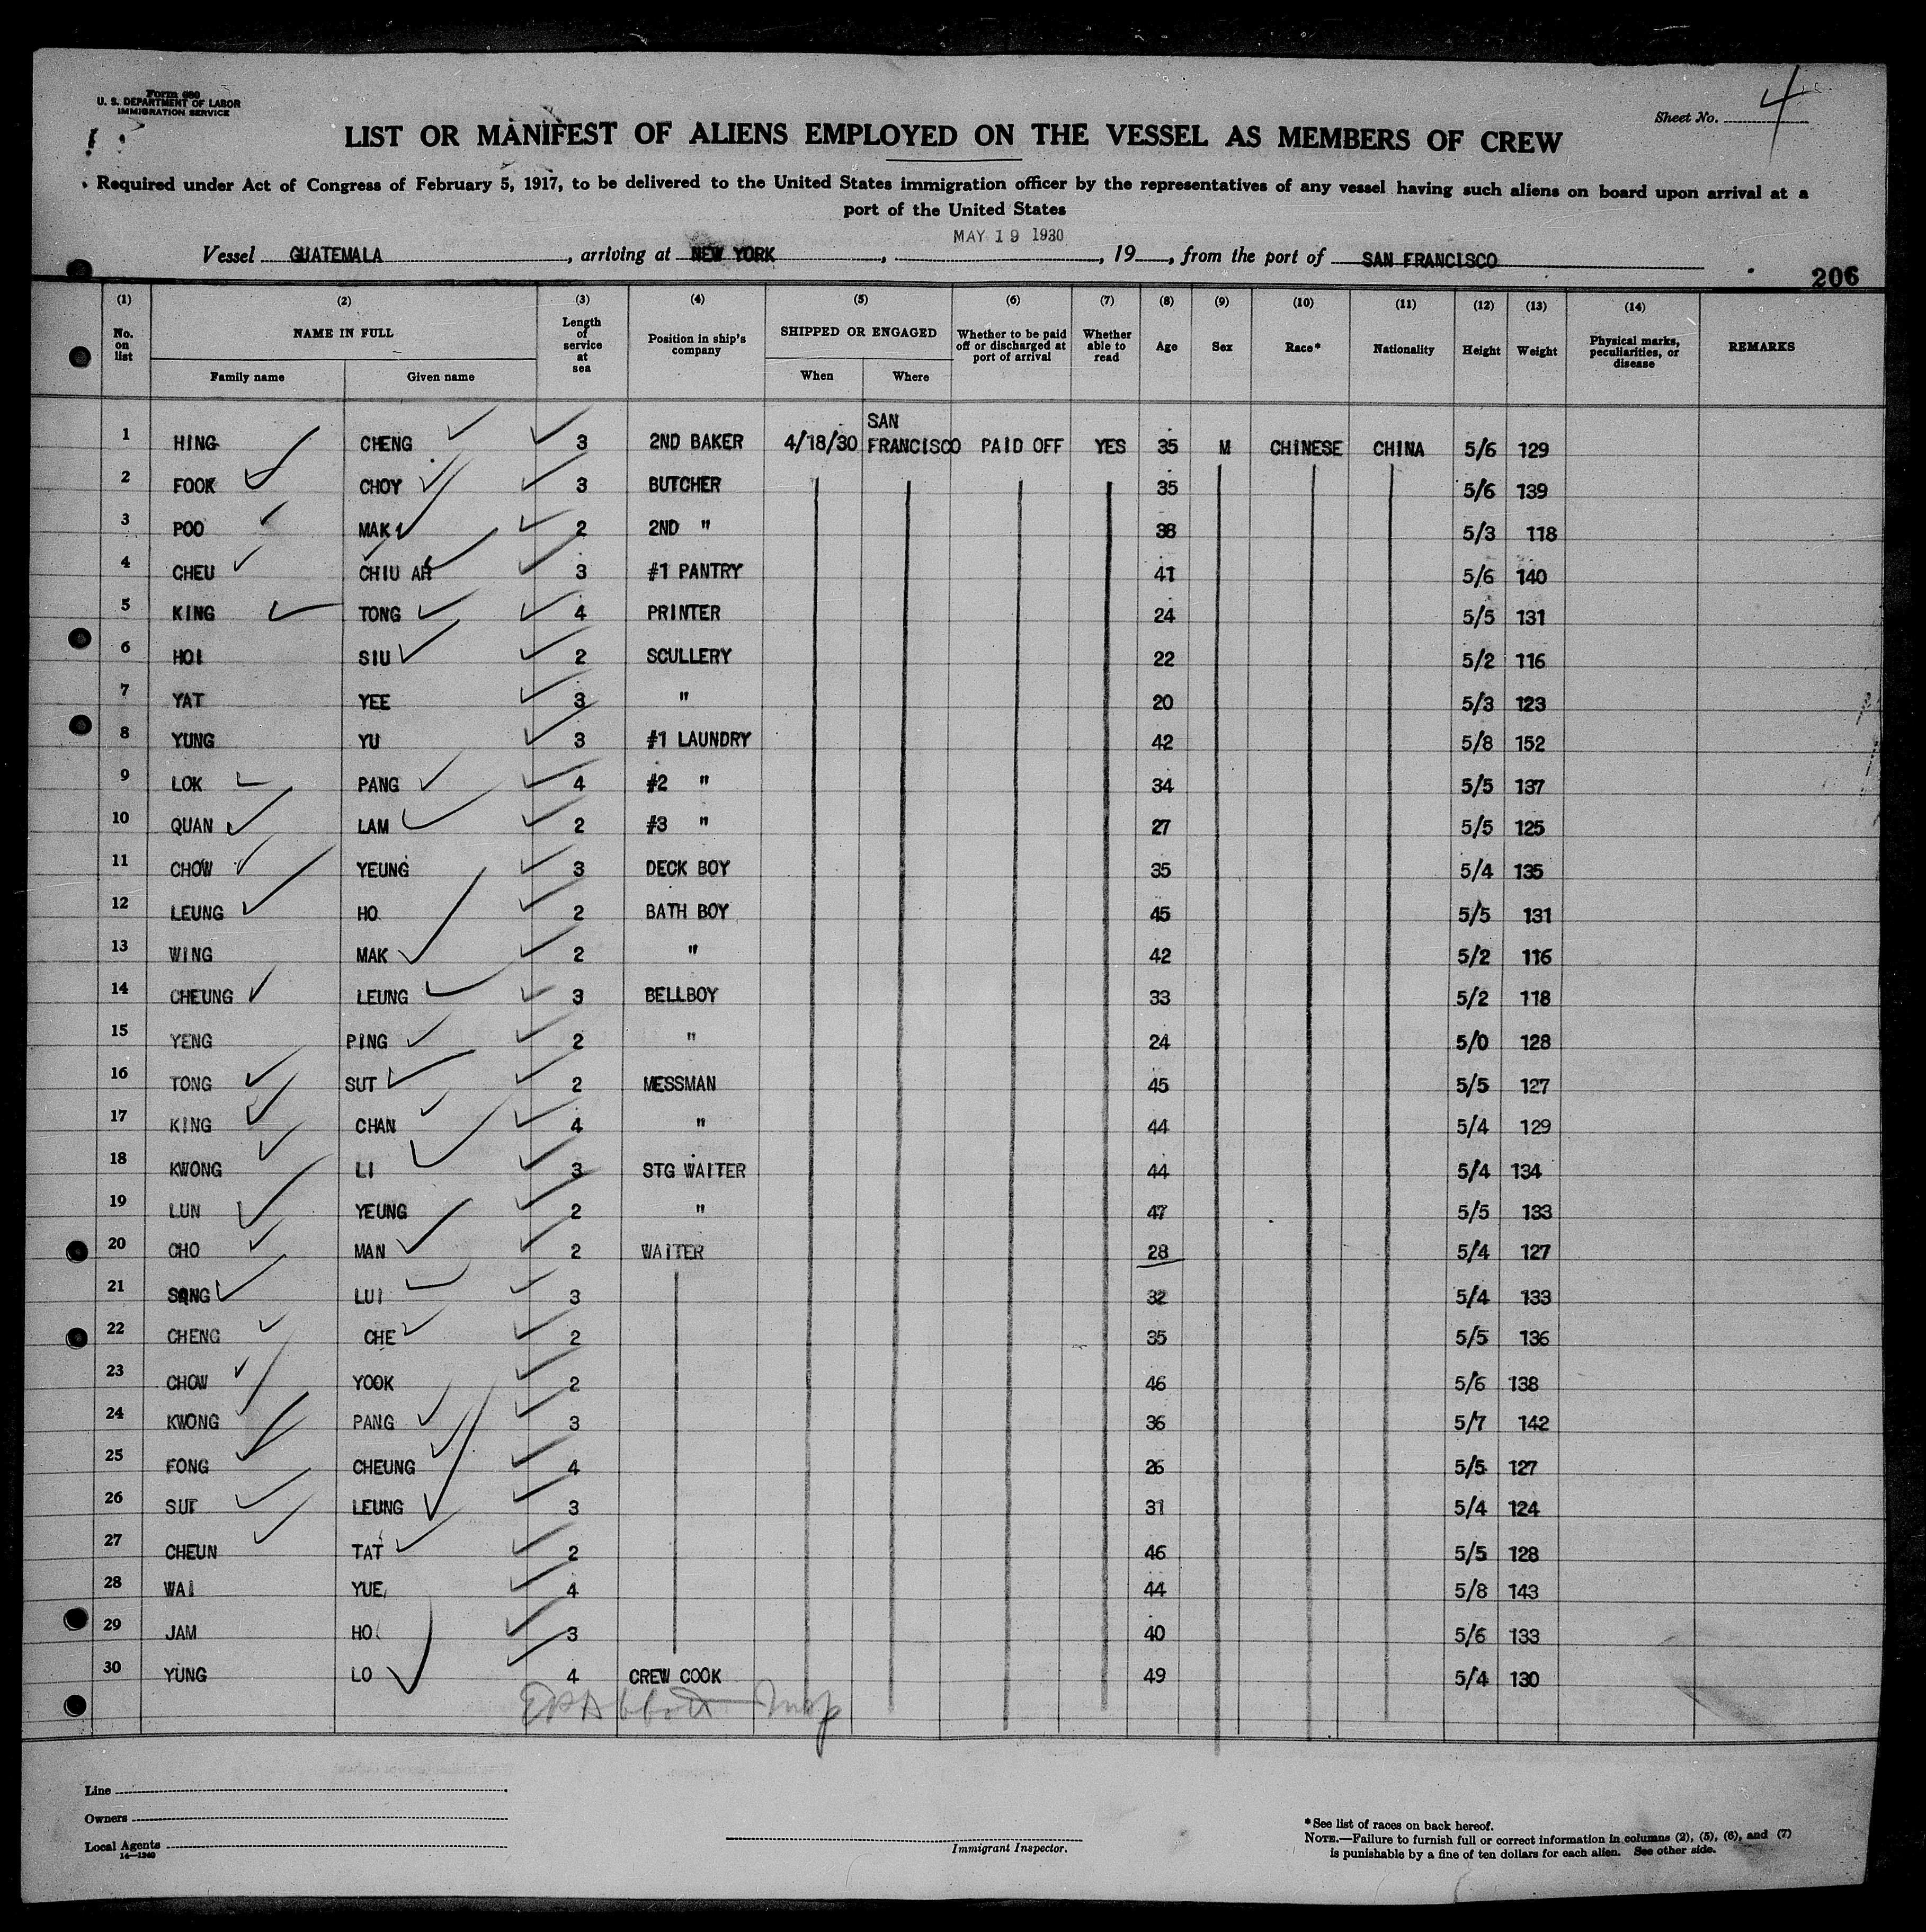 Form 680
U. S. DEPARTMENT OF LABOR
IMMIGRATION SERVICE
Sheet No. 4
LIST OR MANIFEST OF ALIENS EMPLOYED ON THE VESSEL AS MEMBERS OF CREW
Required under Act of Congress of February 5, 1917, to be delivered to the United States immigration officer by the representatives of any vessel having such aliens on board upon arrival at a
port of the United States
MAY 19 1930
Vessel GUATEMALA, arriving at NEW YORK, , 19 , from the port of SAN FRANCISCO
206
(1) (2) (3) (4) (5) (6) (7) (8) (9) (10) (11) (12) (13) (14)
No. on list NAME IN FULL Length of service at sea Position in ship's company SHIPPED OR ENGAGED Whether to be paid off or discharged at port of arrival Whether able to read Age Sex Race* Nationality Height Weight Physical marks, peculiarities, or disease REMARKS
Family name Given name When Where
1 HING CHENG 3 2ND BAKER 4/18/30 SAN FRANCISCO PAID OFF YES 35 M CHINESE CHINA 5/6 129
2 FOOK CHOY 3 BUTCHER 35 5/6 139
3 POO MAK 2 2ND " 38 5/3 118
4 CHEU CHIU AH 3 #1 PANTRY 41 5/6 140
5 KING TONG 4 PRINTER 24 5/5 131
6 HOI SIU 2 SCULLERY 22 5/2 116
7 YAT YEE 3 " 20 5/3 123
8 YUNG YU 3 #1 LAUNDRY 42 5/8 152
9 LOK PANG 4 #2 " 34 5/5 137
10 QUAN LAM 2 #3 " 27 5/5 125
11 CHOW YEUNG 3 DECK BOY 35 5/4 135
12 LEUNG HO 2 BATH BOY 45 5/5 131
13 WING MAK 2 " 42 5/2 116
14 CHEUNG LEUNG 3 BELLBOY 33 5/2 118
15 YENG PING 2 " 24 5/0 128
16 TONG SUT 2 MESSMAN 45 5/5 127
17 KING CHAN 4 " 44 5/4 129
18 KWONG LI 3 STG WAITER 44 5/4 134
19 LUN YEUNG 2 " 47 5/5 133
20 CHO MAN 2 WAITER 28 5/4 127
21 LUI 3 32 5/4 133
22 CHENG CHE 2 35 5/5 136
23 CHOW YOOK 2 46 5/6 138
24 KWONG PANG 3 36 5/7 142
25 FONG CHEUNG 4 26 5/5 127
26 LEUNG 3 31 5/4 124
27 CHEUN TAT 2 46 5/5 128
28 WAI YUE 4 44 5/8 143
29 JAM HO 3 40 5/6 133
30 YUNG LO 4 CREW COOK 49 5/4 130
Abbott Insp
Line
Owners
Local Agents
14—1240
Immigrant Inspector.
*See list of races on back hereof.
NOTE.—Failure to furnish full or correct information in columns (2), (5), (6), and (7)
is punishable by a fine of ten dollars for each alien. See other side.